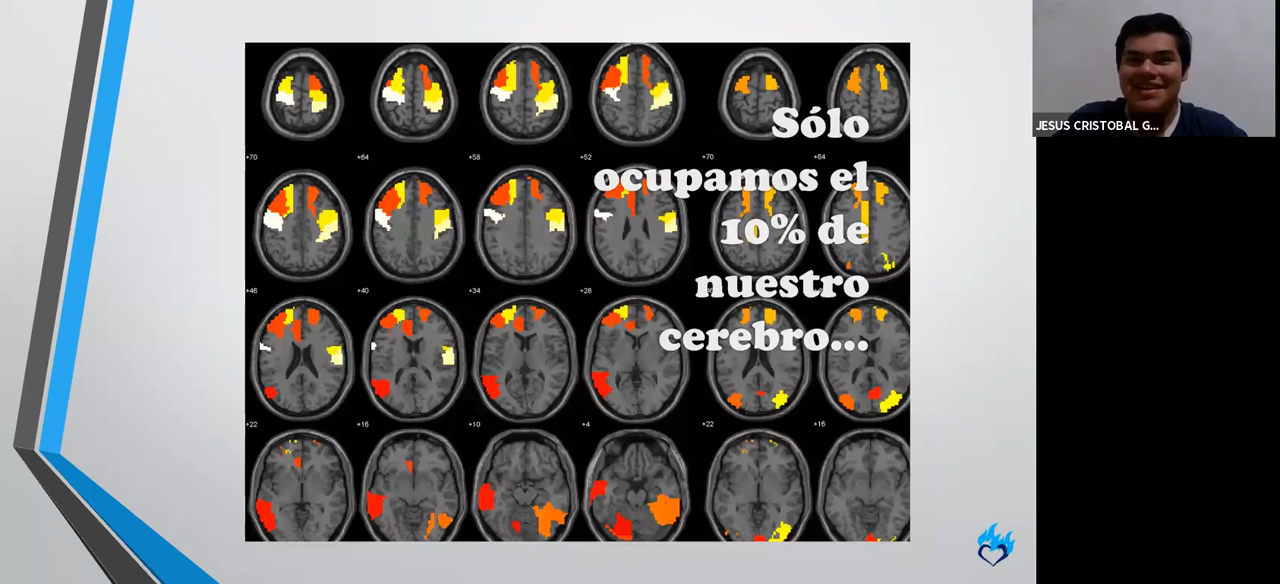 Sólo
ocupamos el
10% de
nuestro
cerebro...
JESUS CRISTOBAL G...
+70
+64
+58
+52
+70
+64
+46
+40
+34
+28
+22
+16
+10
+4
+22
+16